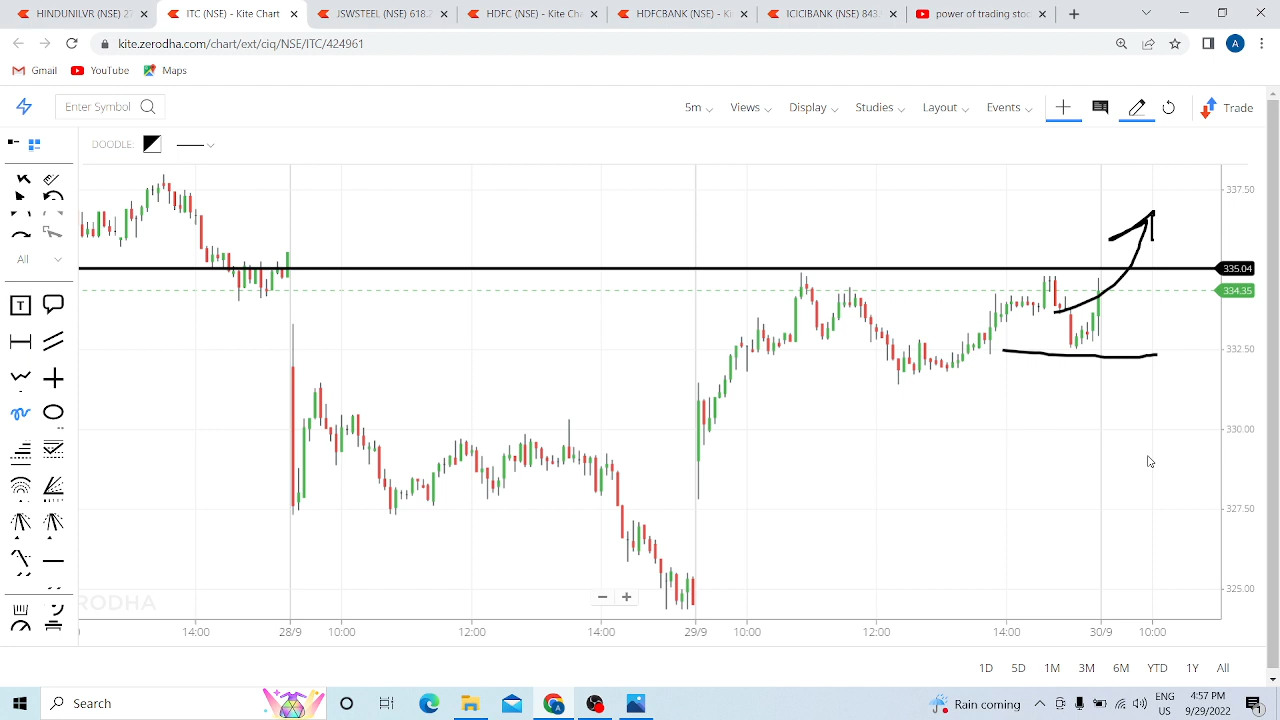 HINDUNILVR (NSE) 27
ITC (NSE) - Kite Chart
JSWSTEEL (NSE) 618.2
HDFC (NSE) - Kite Cha
HDFCBANK (NSE) - Ki
ICICIBANK (NSE)
power of trading stoc
kite.zerodha.com/chart/ext/ciq/NSE/ITC/424961
A
Gmail
YouTube
Maps
Enter Symbol
5m
Views
Display
Studies
Layout
Events
Trade
DOODLE:
All
T
337.50
335.04
334.35
332.50
330.00
327.50
325.00
RODHA
14:00
28/9
10:00
12:00
14:00
29/9
10:00
12:00
14:00
30/9
10:00
1D
5D
1M
3M
6M
YTD
1Y
All
Search
Rain coming
ENG
US
4:57 PM
9/29/2022